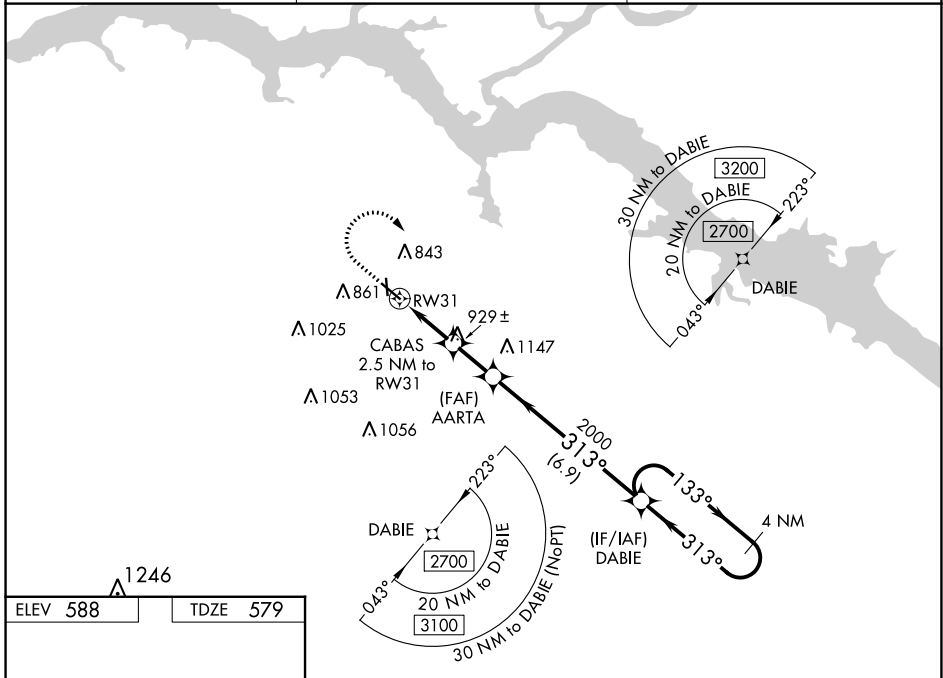 30 NM to DABIE
3200
20 NM to DABIE
2700
223°
043°
DABIE
843
861
RW31
929±
1025
CABAS
2.5 NM to
RW31
1147
1053
(FAF)
AARTA
1056
2000
313°
(6.9)
133°
4 NM
313°
(IF/IAF)
DABIE
223°
DABIE
2700
043°
20 NM to DABIE
3100
30 NM to DABIE (NoPT)
1246
ELEV 588
TDZE 579